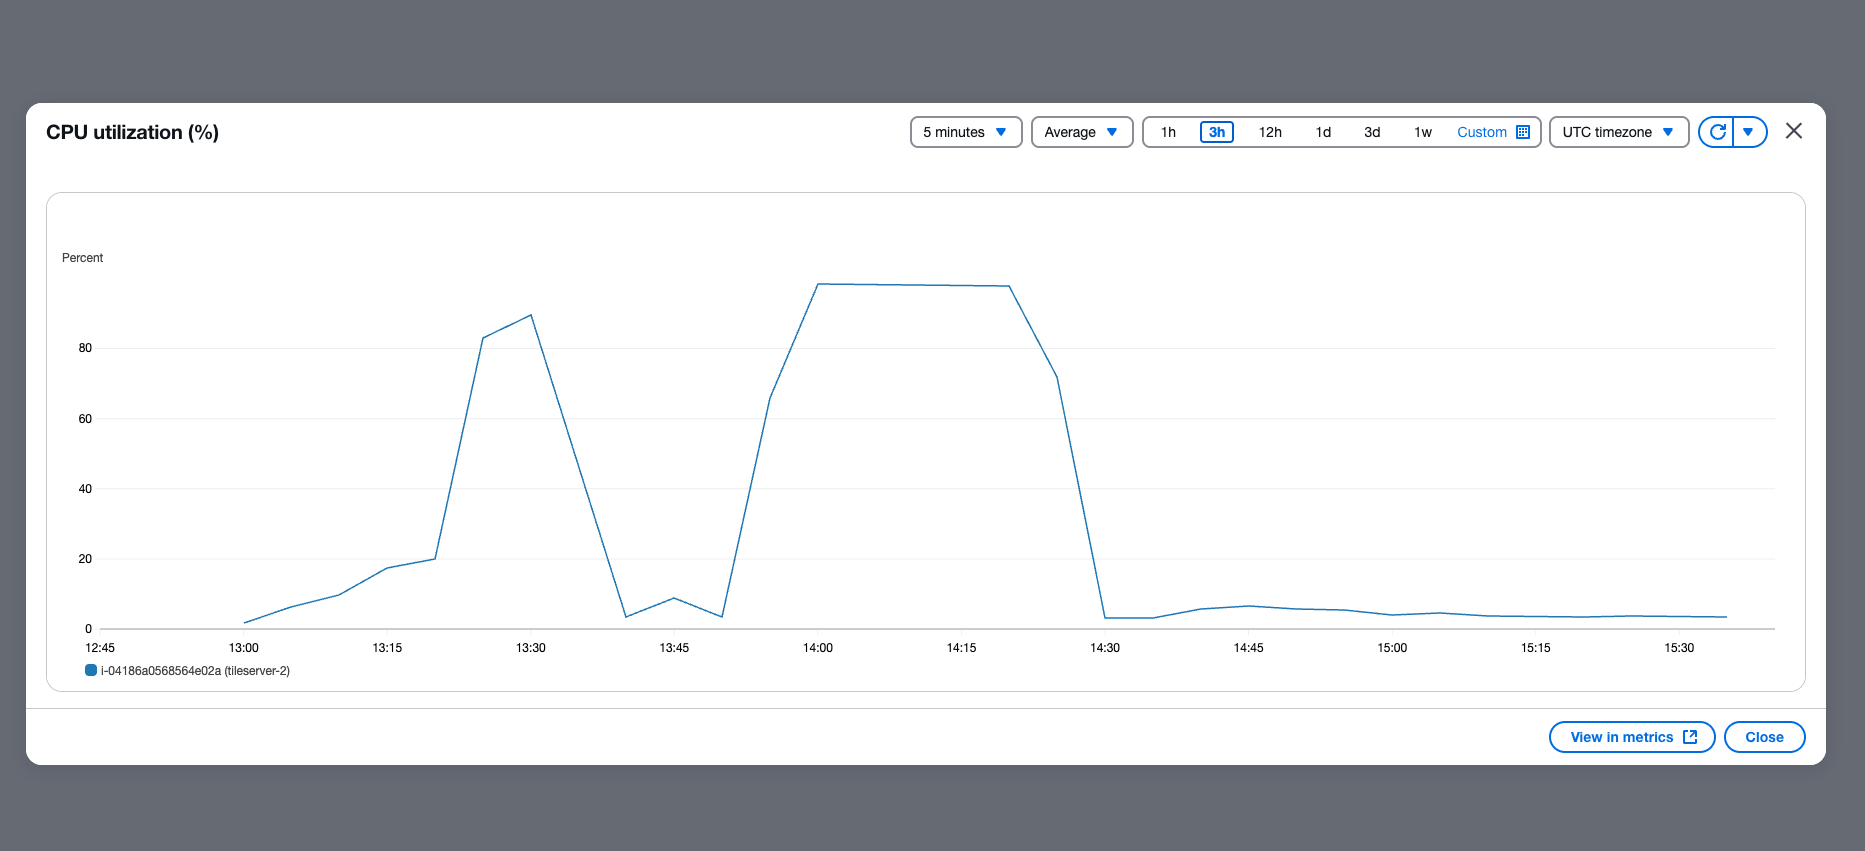 CPU utilization (%)
5 minutes Average 1h 3h 12h 1d 3d 1w Custom UTC timezone
Percent
80
60
40
20
0
12:45 13:00 13:15 13:30 13:45 14:00 14:15 14:30 14:45 15:00 15:15 15:30
i-04186a0568564e02a (tileserver-2)
View in metrics Close